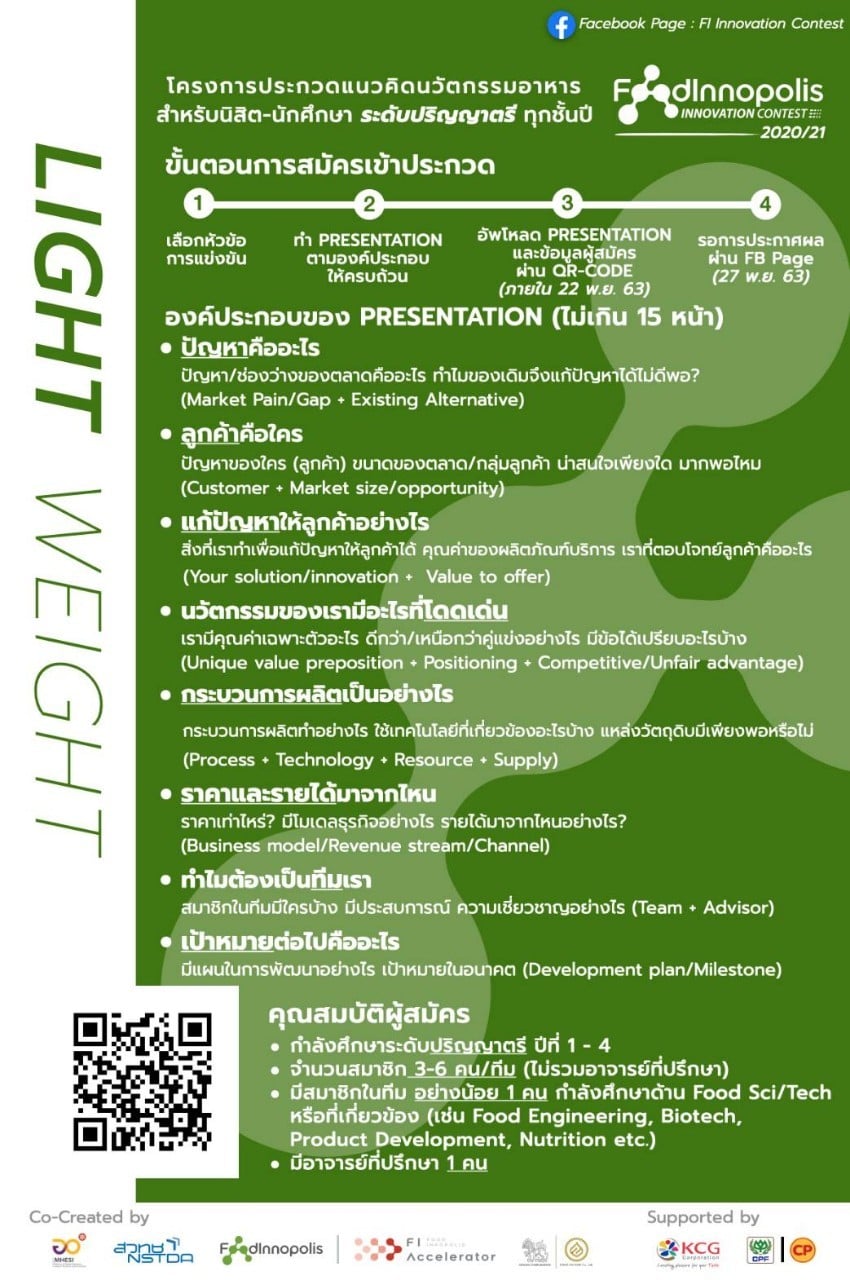 Facebook Page : FI Innovation Contest
โครงการประกวดแนวคิดนวัตกรรมอาหาร
สำหรับนิสิต-นักศึกษา ระดับปริญญาตรี ทุกชั้นปี
FoodInnopolis
INNOVATION CONTEST
2020/21
LIGHT WEIGHT
ขั้นตอนการสมัครเข้าประกวด
1
เลือกหัวข้อ
การแข่งขัน
2
ทำ PRESENTATION
ตามองค์ประกอบ
ให้ครบถ้วน
3
อัพโหลด PRESENTATION
และข้อมูลผู้สมัคร
ผ่าน QR-CODE
(ภายใน 22 พ.ย. 63)
4
รอการประกาศผล
ผ่าน FB Page
(27 พ.ย. 63)
องค์ประกอบของ PRESENTATION (ไม่เกิน 15 หน้า)
• ปัญหาคืออะไร
ปัญหา/ช่องว่างของตลาดคืออะไร ทำไมของเดิมจึงแก้ปัญหาได้ไม่ดีพอ?
(Market Pain/Gap + Existing Alternative)
• ลูกค้าคือใคร
ปัญหาของใคร (ลูกค้า) ขนาดของตลาด/กลุ่มลูกค้า น่าสนใจเพียงใด มากพอไหม
(Customer + Market size/opportunity)
• แก้ปัญหาให้ลูกค้าอย่างไร
สิ่งที่เราทำเพื่อแก้ปัญหาให้ลูกค้าได้ คุณค่าของผลิตภัณฑ์บริการ เราที่ตอบโจทย์ลูกค้าคืออะไร
(Your solution/innovation + Value to offer)
• นวัตกรรมของเรามีอะไรที่โดดเด่น
เรามีคุณค่าเฉพาะตัวอะไร ดีกว่า/เหนือกว่าคู่แข่งอย่างไร มีข้อได้เปรียบอะไรบ้าง
(Unique value preposition + Positioning + Competitive/Unfair advantage)
• กระบวนการผลิตเป็นอย่างไร
กระบวนการผลิตทำอย่างไร ใช้เทคโนโลยีที่เกี่ยวข้องอะไรบ้าง แหล่งวัตถุดิบมีเพียงพอหรือไม่
(Process + Technology + Resource + Supply)
• ราคาและรายได้มาจากไหน
ราคาเท่าไหร่? มีโมเดลธุรกิจอย่างไร รายได้มาจากไหนอย่างไร?
(Business model/Revenue stream/Channel)
• ทำไมต้องเป็นทีมเรา
สมาชิกในทีมมีใครบ้าง มีประสบการณ์ ความเชี่ยวชาญอย่างไร (Team + Advisor)
• เป้าหมายต่อไปคืออะไร
มีแผนในการพัฒนาอย่างไร เป้าหมายในอนาคต (Development plan/Milestone)
คุณสมบัติผู้สมัคร
• กำลังศึกษาระดับปริญญาตรี ปีที่ 1 - 4
• จำนวนสมาชิก 3-6 คน/ทีม (ไม่รวมอาจารย์ที่ปรึกษา)
• มีสมาชิกในทีม อย่างน้อย 1 คน กำลังศึกษาด้าน Food Sci/Tech
หรือที่เกี่ยวข้อง (เช่น Food Engineering, Biotech,
Product Development, Nutrition etc.)
• มีอาจารย์ที่ปรึกษา 1 คน
Co-Created by
Supported by
MHESI
สวทช
NSTDA
FoodInnopolis
FI FOOD INNOPOLIS
Accelerator
KCG
Corporation
CPF
CP